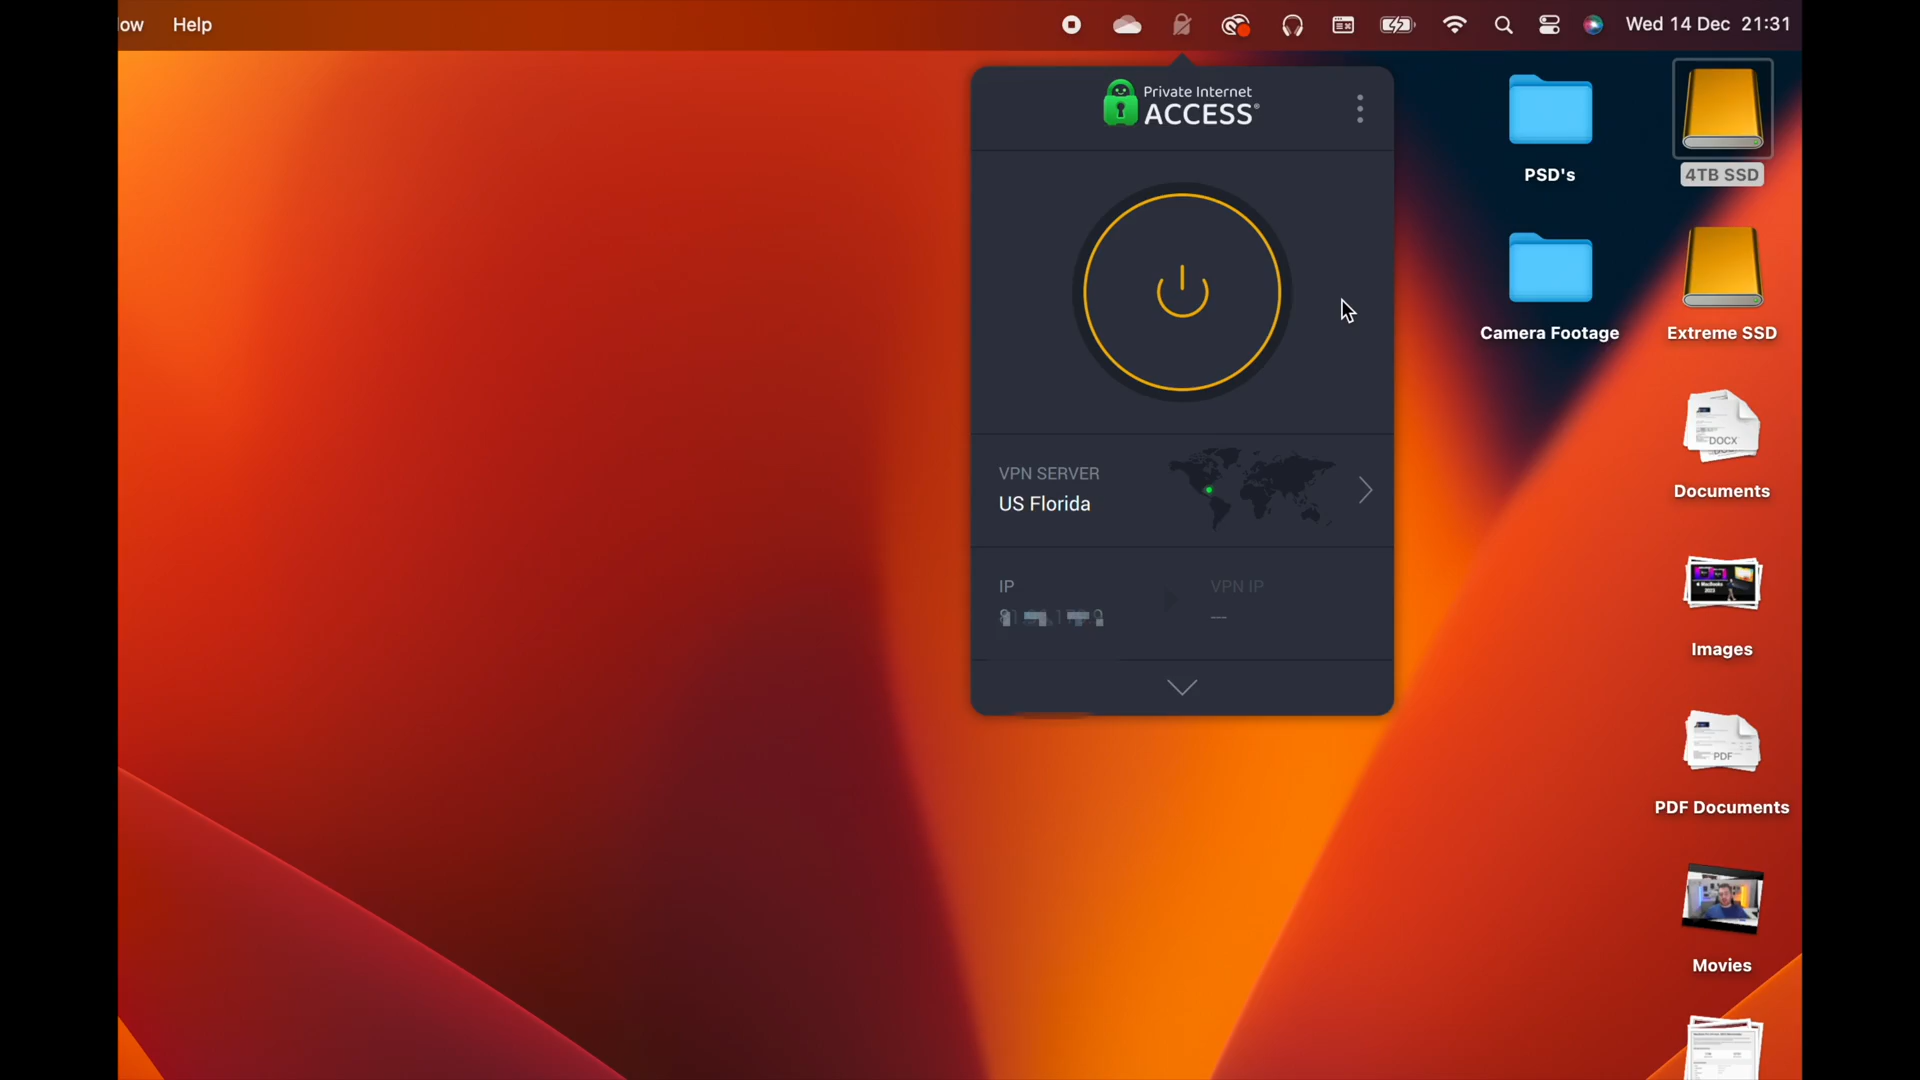 Help
Wed 14 Dec 21:31
Private Internet
ACCESS®
VPN SERVER
US Florida
IP
VPN IP
—
PSD's
4TB SSD
Camera Footage
Extreme SSD
DOCX
Documents
Images
PDF
PDF Documents
Movies